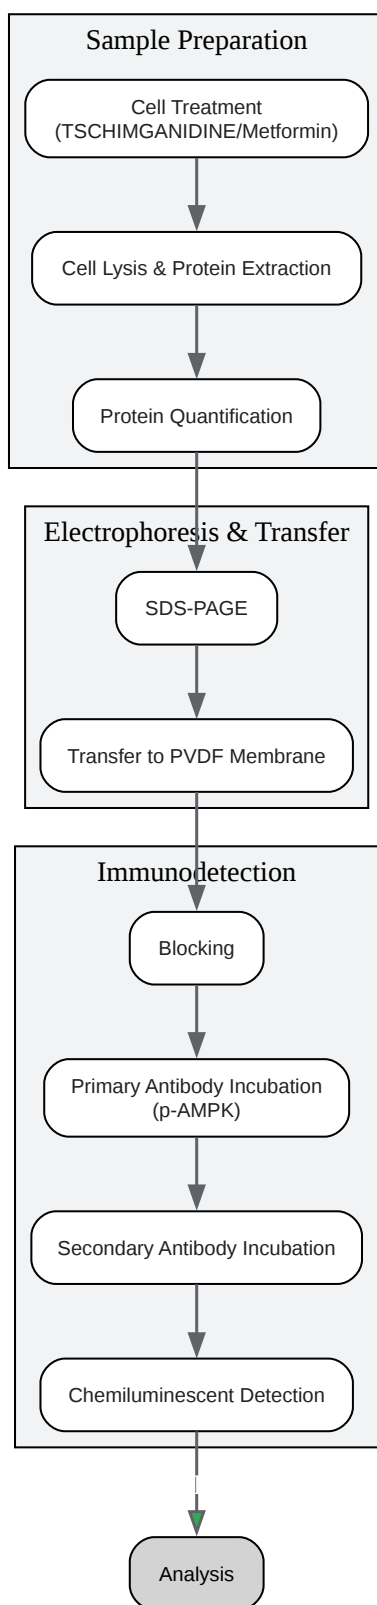 Sample Preparation
Cell Treatment
(TSCHIMGANIDINE/Metformin)
Cell Lysis & Protein Extraction
Protein Quantification
Electrophoresis & Transfer
SDS-PAGE
Transfer to PVDF Membrane
Immunodetection
Blocking
Primary Antibody Incubation
(p-AMPK)
Secondary Antibody Incubation
Chemiluminescent Detection
Analysis